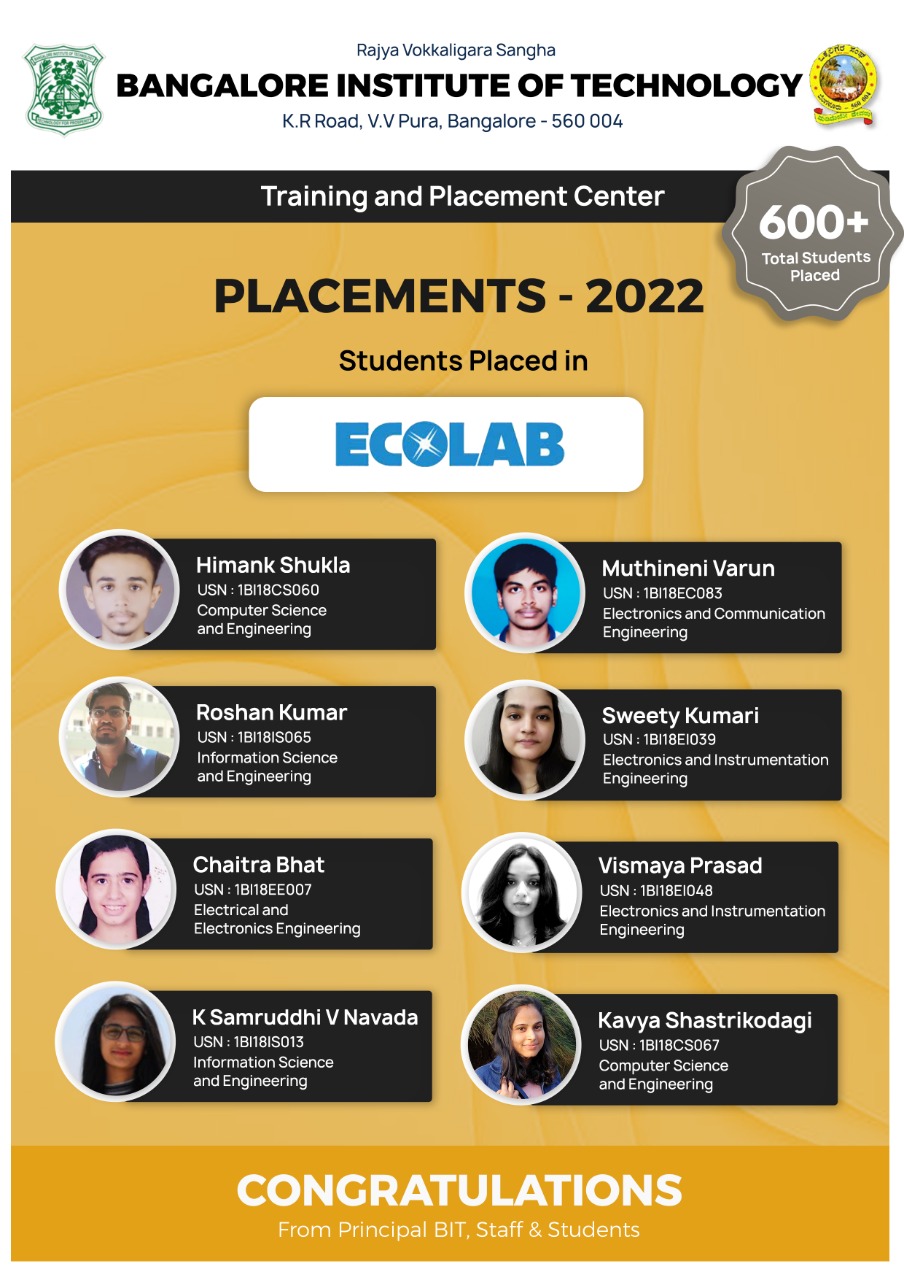 Rajya Vokkaligara Sangha
BANGALORE INSTITUTE OF TECHNOLOGY
K.R Road, V.V Pura, Bangalore - 560 004
Training and Placement Center
600+
Total Students
Placed
PLACEMENTS - 2022
Students Placed in
ECOLAB
Himank Shukla
USN : 1BI18CS060
Computer Science
and Engineering
Muthineni Varun
USN : 1BI18EC083
Electronics and Communication
Engineering
Roshan Kumar
USN : 1BI18IS065
Information Science
and Engineering
Sweety Kumari
USN : 1BI18EI039
Electronics and Instrumentation
Engineering
Chaitra Bhat
USN : 1BI18EE007
Electrical and
Electronics Engineering
Vismaya Prasad
USN : 1BI18EI048
Electronics and Instrumentation
Engineering
K Samruddhi V Navada
USN : 1BI18IS013
Information Science
and Engineering
Kavya Shastrikodagi
USN : 1BI18CS067
Computer Science
and Engineering
CONGRATULATIONS
From Principal BIT, Staff & Students